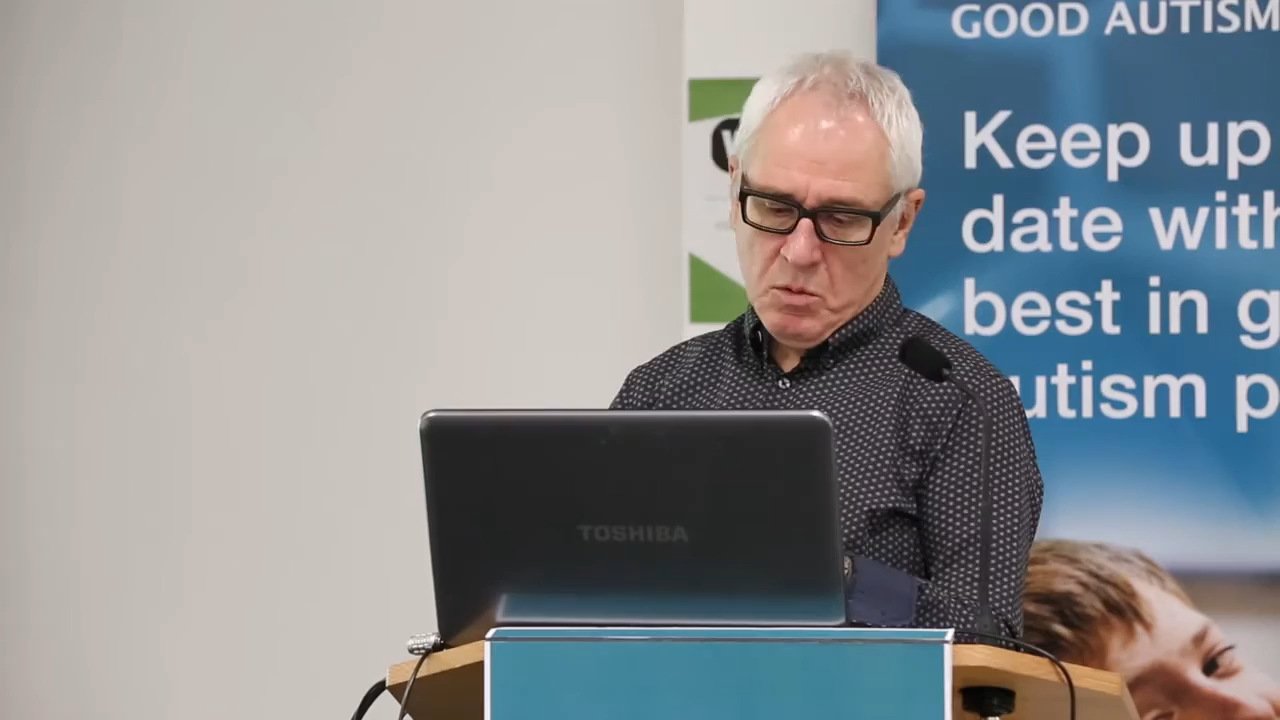 GOOD AUTISM
Keep up
date with
best in g
utism p
TOSHIBA